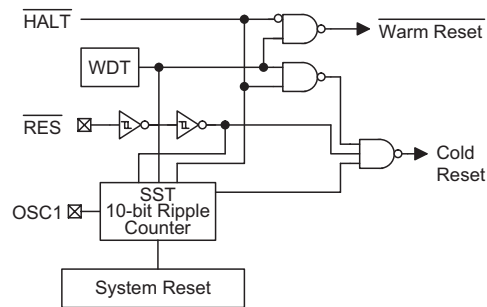 HALT
Warm Reset
WDT
RES
Cold
Reset
SST
10-bit Ripple
Counter
OSC1
System Reset